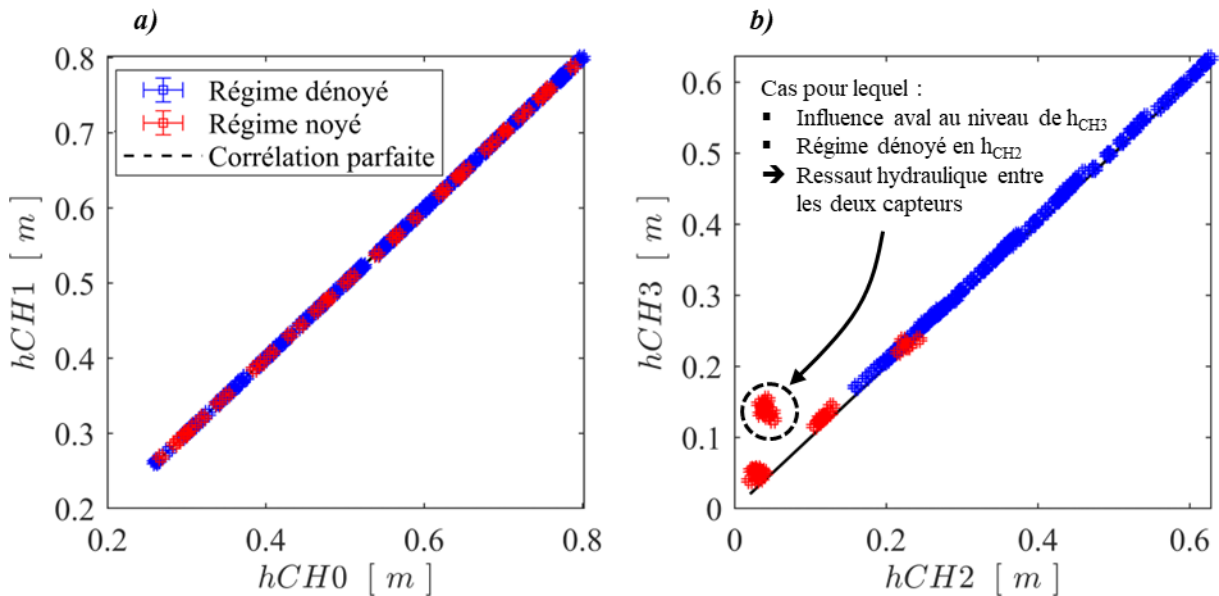 a)
0.8
0.7
0.6
0.5
0.4
0.3
0.2
0.2
0.4
0.6
0.8
hCH1 [ m ]
hCH0 [ m ]
Régime dénoyé
Régime noyé
Corrélation parfaite
b)
0.6
0.5
0.4
0.3
0.2
0.1
0
0
0.2
0.4
0.6
hCH3 [ m ]
hCH2 [ m ]
Cas pour lequel :
▪ Influence aval au niveau de hCH3
▪ Régime dénoyé en hCH2
➔ Ressaut hydraulique entre
les deux capteurs